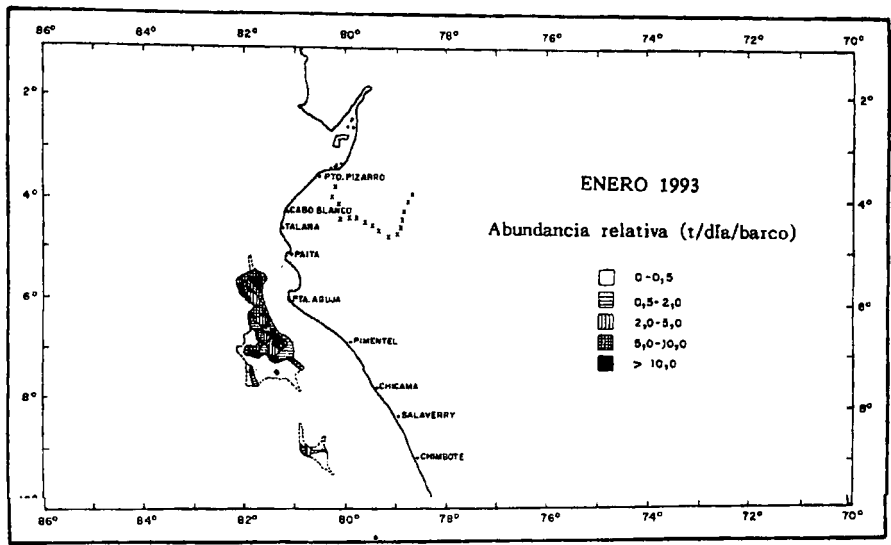 86° 84° 82° 80° 78° 76° 74° 72° 70°
2° 2°
PTO. PIZARRO
4° 4°
ENERO 1993
CABO BLANCO
TALARA
Abundancia relativa (t/día/barco)
PAITA
0-0,5
6° PTA. AGUJA 0,5-2,0 6°
2,0-5,0
PIMENTEL 5,0-10,0
> 10,0
8° CHICAMA 8°
SALAVERRY
CHIMBOTE
86° 84° 82° 80° 78° 76° 74° 72° 70°